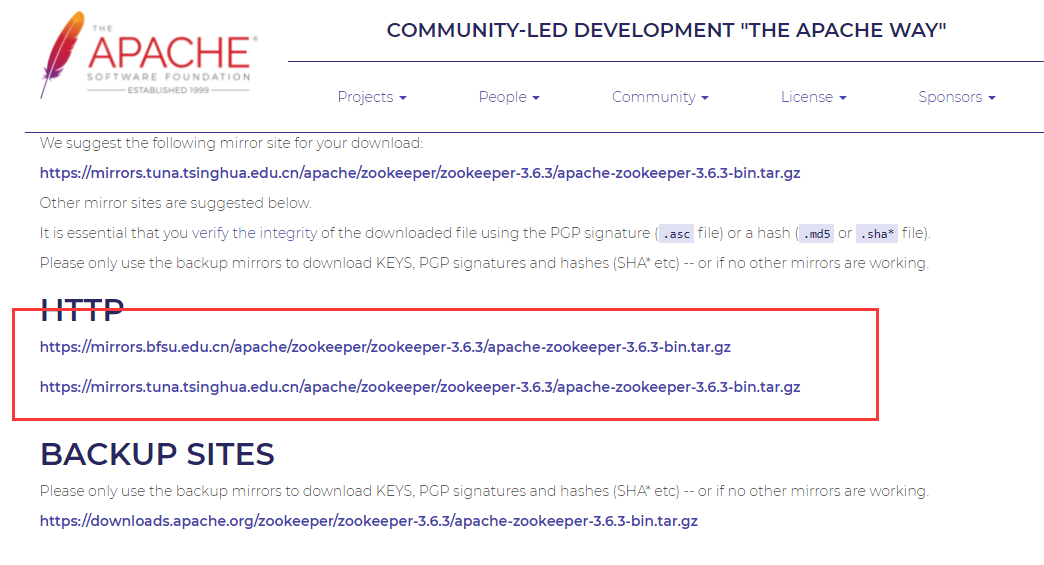 THE
APACHE®
SOFTWARE FOUNDATION
ESTABLISHED 1999
COMMUNITY-LED DEVELOPMENT "THE APACHE WAY"
Projects People Community License Sponsors
We suggest the following mirror site for your download:
https://mirrors.tuna.tsinghua.edu.cn/apache/zookeeper/zookeeper-3.6.3/apache-zookeeper-3.6.3-bin.tar.gz
Other mirror sites are suggested below.
It is essential that you verify the integrity of the downloaded file using the PGP signature (.asc file) or a hash (.md5 or .sha* file).
Please only use the backup mirrors to download KEYS, PGP signatures and hashes (SHA* etc) -- or if no other mirrors are working.
HTTP
https://mirrors.bfsu.edu.cn/apache/zookeeper/zookeeper-3.6.3/apache-zookeeper-3.6.3-bin.tar.gz
https://mirrors.tuna.tsinghua.edu.cn/apache/zookeeper/zookeeper-3.6.3/apache-zookeeper-3.6.3-bin.tar.gz
BACKUP SITES
Please only use the backup mirrors to download KEYS, PGP signatures and hashes (SHA* etc) -- or if no other mirrors are working.
https://downloads.apache.org/zookeeper/zookeeper-3.6.3/apache-zookeeper-3.6.3-bin.tar.gz